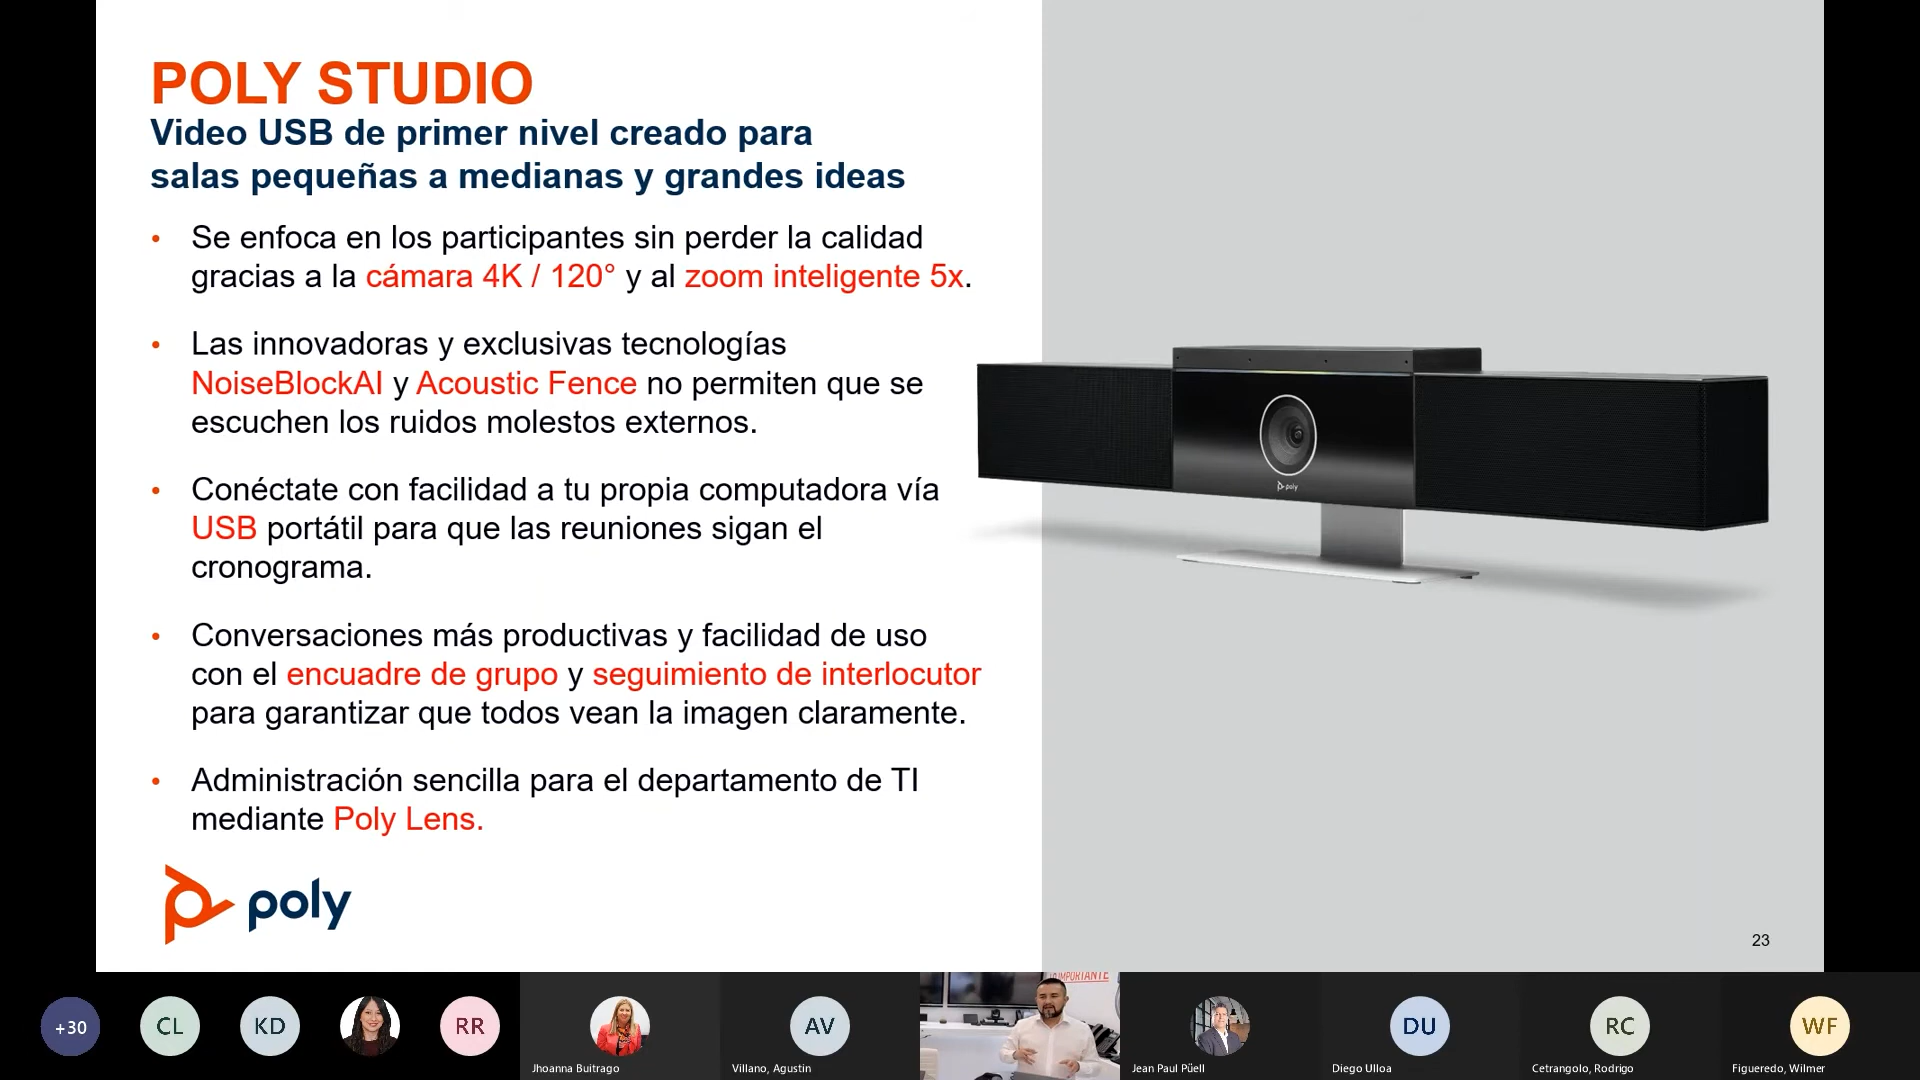 POLY STUDIO
Video USB de primer nivel creado para
salas pequeñas a medianas y grandes ideas
• Se enfoca en los participantes sin perder la calidad
gracias a la cámara 4K / 120° y al zoom inteligente 5x.
• Las innovadoras y exclusivas tecnologías
NoiseBlockAI y Acoustic Fence no permiten que se
escuchen los ruidos molestos externos.
• Conéctate con facilidad a tu propia computadora vía
USB portátil para que las reuniones sigan el
cronograma.
• Conversaciones más productivas y facilidad de uso
con el encuadre de grupo y seguimiento de interlocutor
para garantizar que todos vean la imagen claramente.
• Administración sencilla para el departamento de TI
mediante Poly Lens.
poly
poly
23
+30
CL
KD
RR
Jhoanna Buitrago
AV
Villano, Agustin
IMPORTANTE
Jean Paul Püell
DU
Diego Ulloa
RC
Cetrangolo, Rodrigo
WF
Figueredo, Wilmer